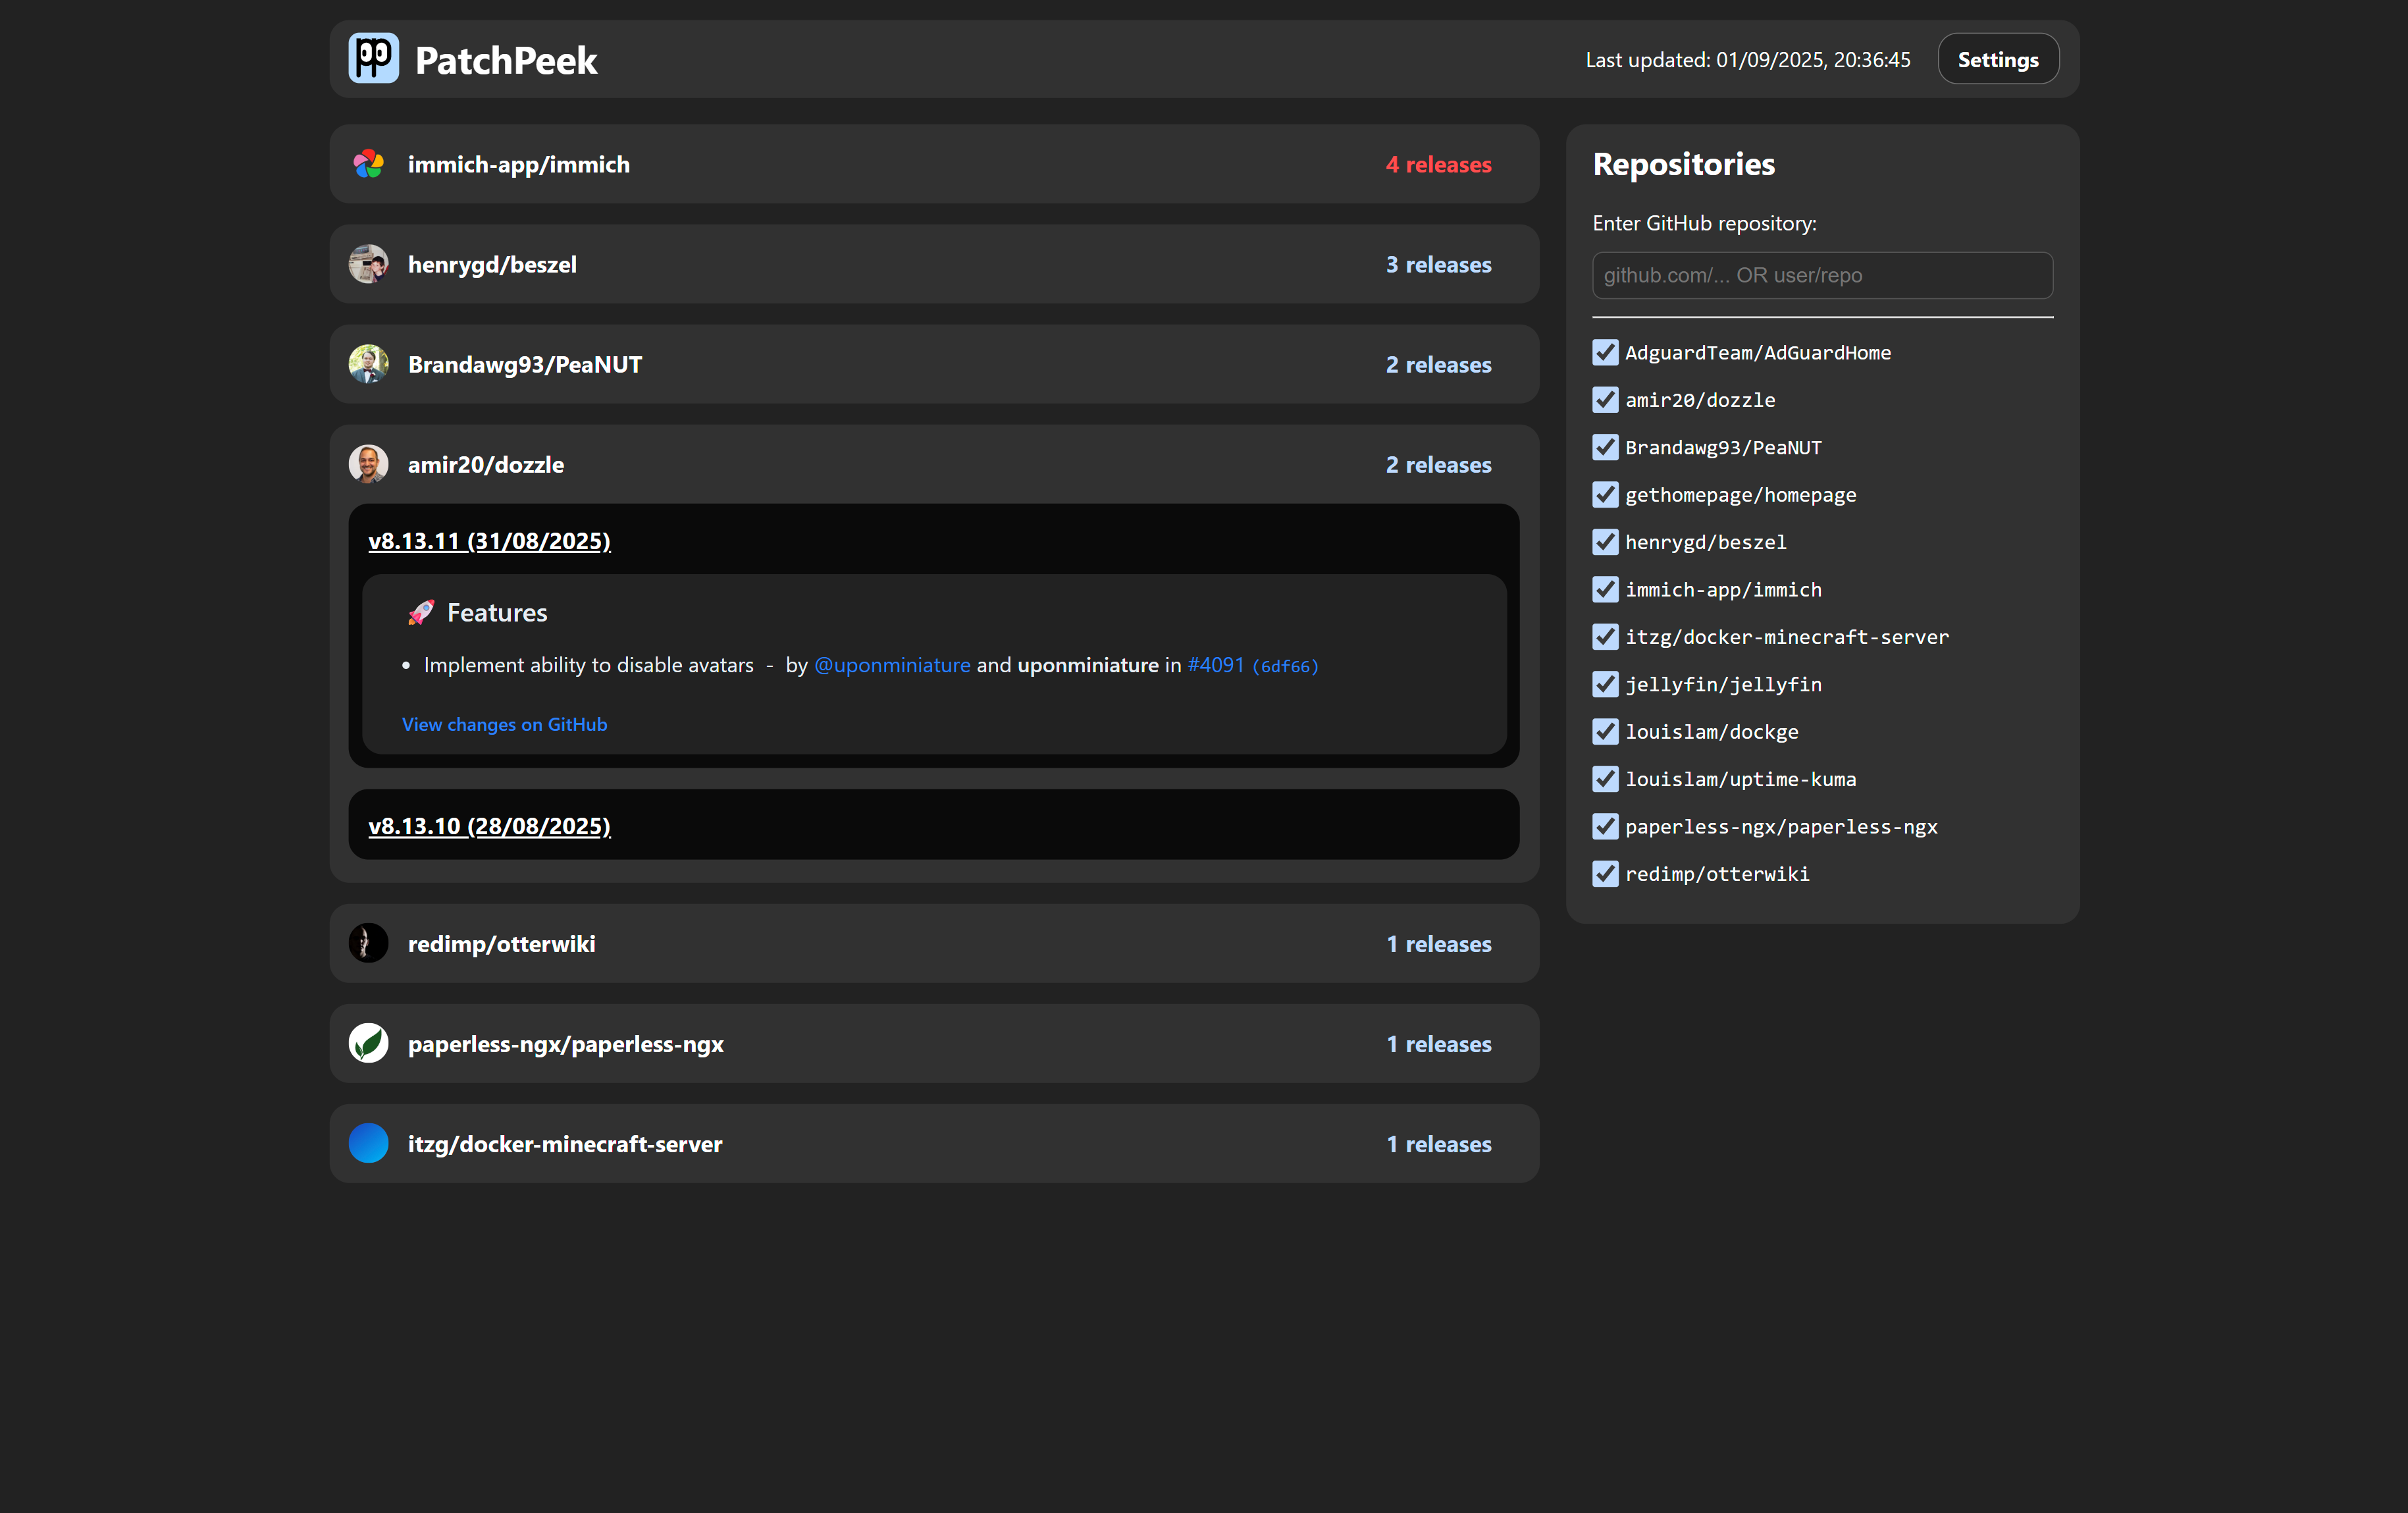 PatchPeek
Last updated: 01/09/2025, 20:36:45
Settings
immich-app/immich
4 releases
henrygd/beszel
3 releases
Brandawg93/PeaNUT
2 releases
amir20/dozzle
2 releases
v8.13.11 (31/08/2025)
🚀 Features
• Implement ability to disable avatars - by @uponminiature and uponminiature in #4091 (6df66)
View changes on GitHub
v8.13.10 (28/08/2025)
redimp/otterwiki
1 releases
paperless-ngx/paperless-ngx
1 releases
itzg/docker-minecraft-server
1 releases
Repositories
Enter GitHub repository:
github.com/... OR user/repo
AdguardTeam/AdGuardHome
amir20/dozzle
Brandawg93/PeaNUT
gethomepage/homepage
henrygd/beszel
immich-app/immich
itzg/docker-minecraft-server
jellyfin/jellyfin
louislam/dockge
louislam/uptime-kuma
paperless-ngx/paperless-ngx
redimp/otterwiki